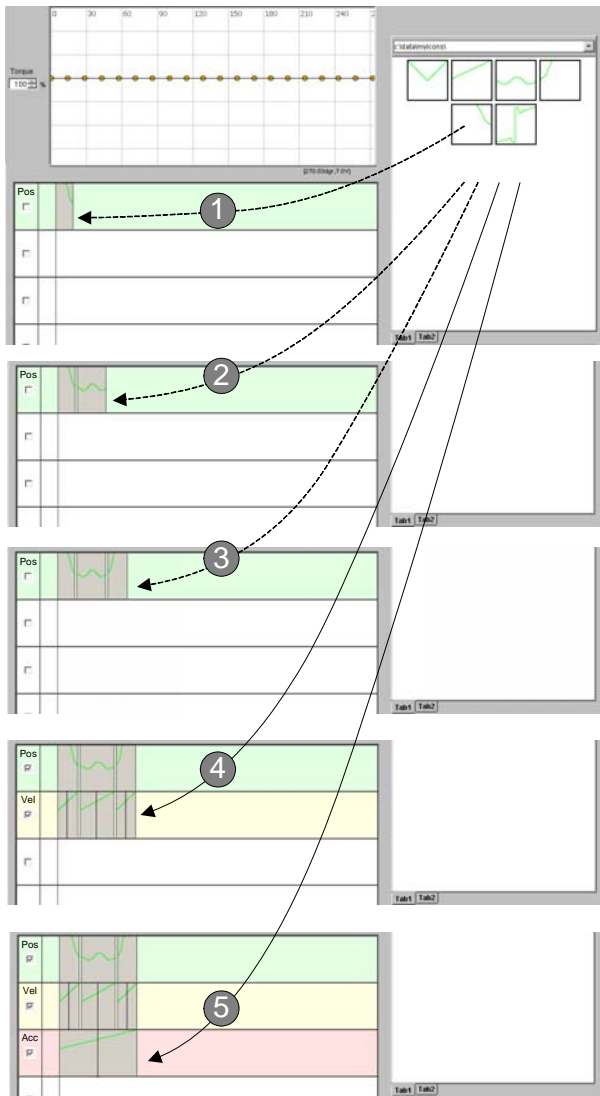 0 30 60 90 120 150 180 210 240
c:\data\myicons\
Torque
100 %
[270.03dgr,7.0V]
Pos
1
Tab1 Tab2
Pos
2
Tab1 Tab2
Pos
3
Tab1 Tab2
Pos
4
Vel
Tab1 Tab2
Pos
Vel
5
Acc
Tab1 Tab2